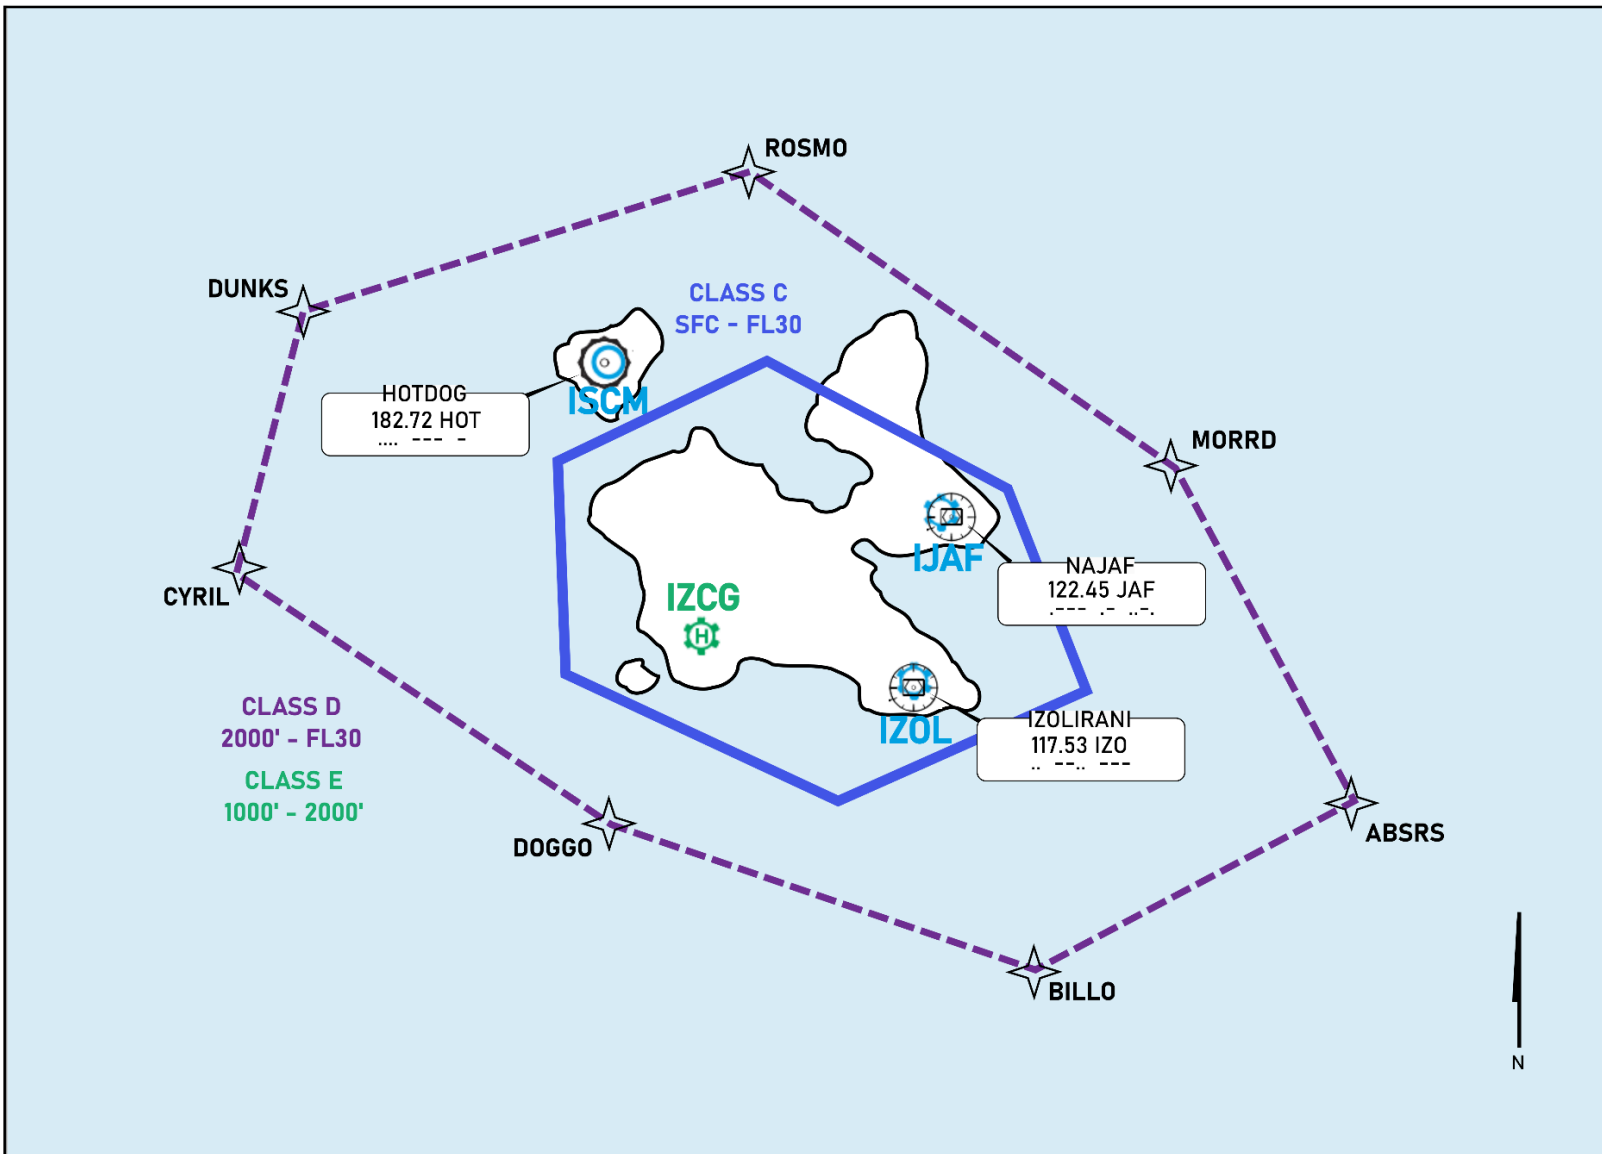 ROSMO
DUNKS
CLASS C
SFC - FL30
HOTDOG
182.72 HOT
.... --- -
ISCM
MORRD
IJAF
NAJAF
122.45 JAF
.--- .- ..-.
CYRIL
IZCG
H
CLASS D
2000' - FL30
CLASS E
1000' - 2000'
IZOL
IZOLIRANI
117.53 IZO
.. --.. ---
DOGGO
ABSRS
BILLO
N